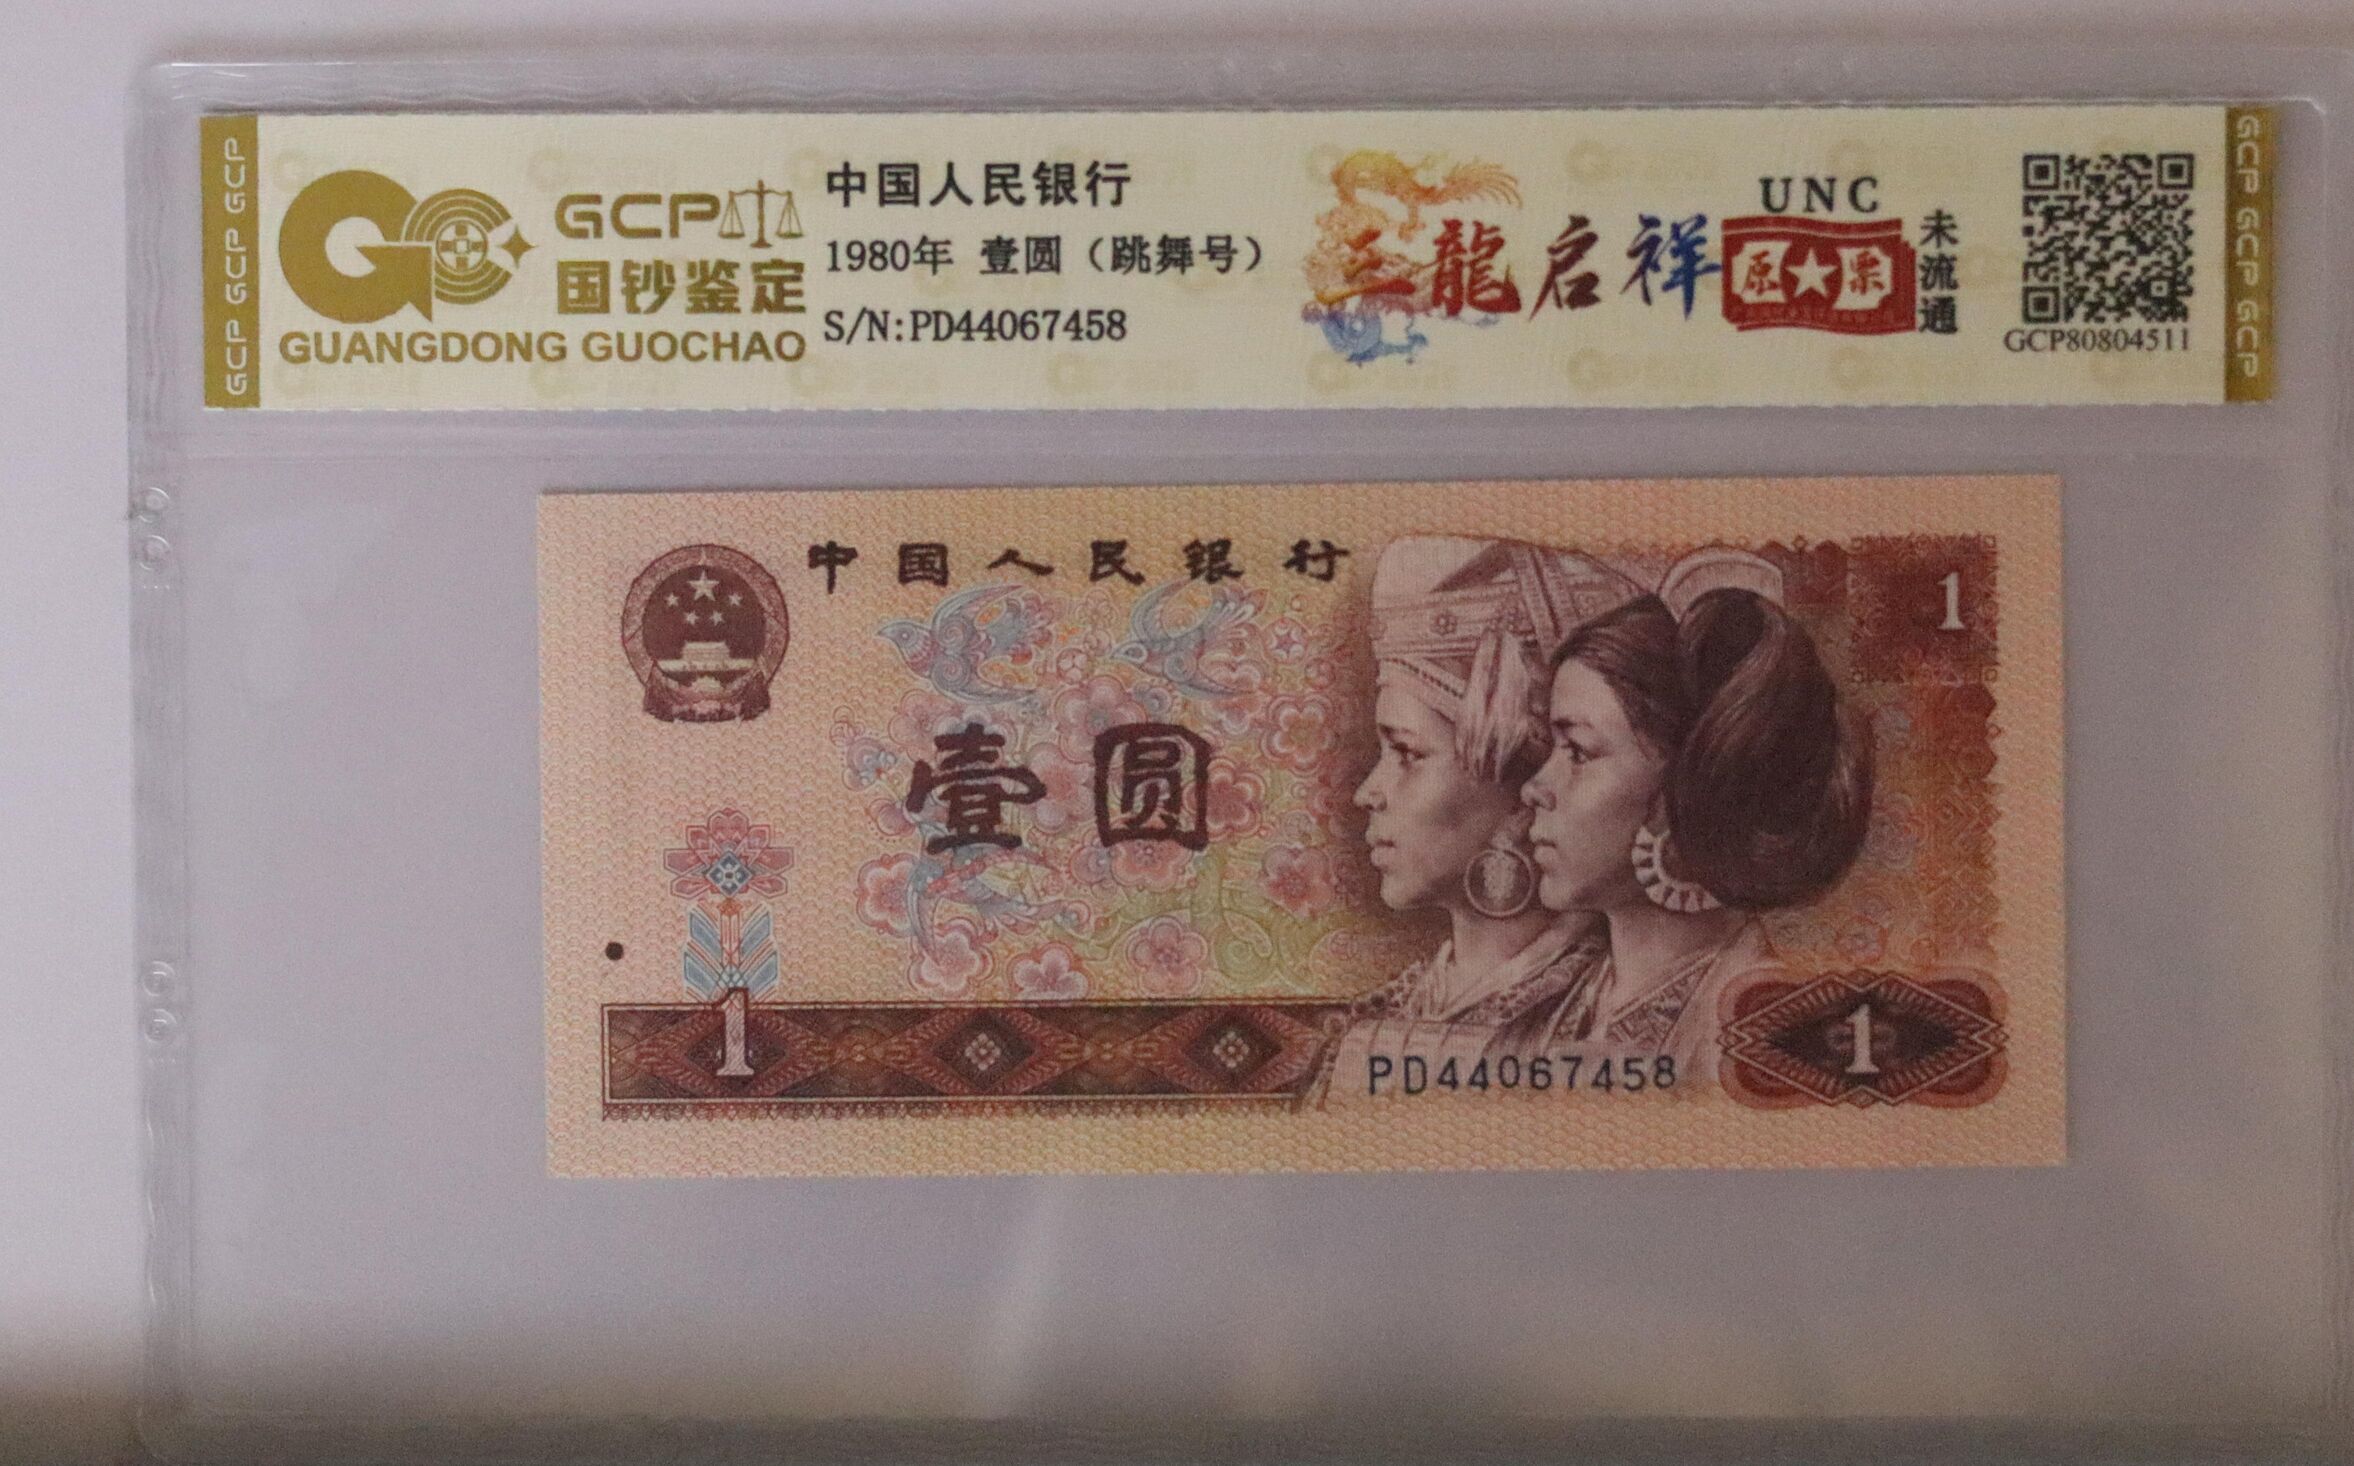 GCP GCP GCP
GCP
国钞鉴定
GUANGDONG GUOCHAO
中国人民银行
1980年 壹圆（跳舞号）
S/N:PD44067458
三龍启祥
UNC
原★票
未流通
GCP80804511
GCP GCP GCP
中国人民银行
1
壹圆
1
PD44067458
1